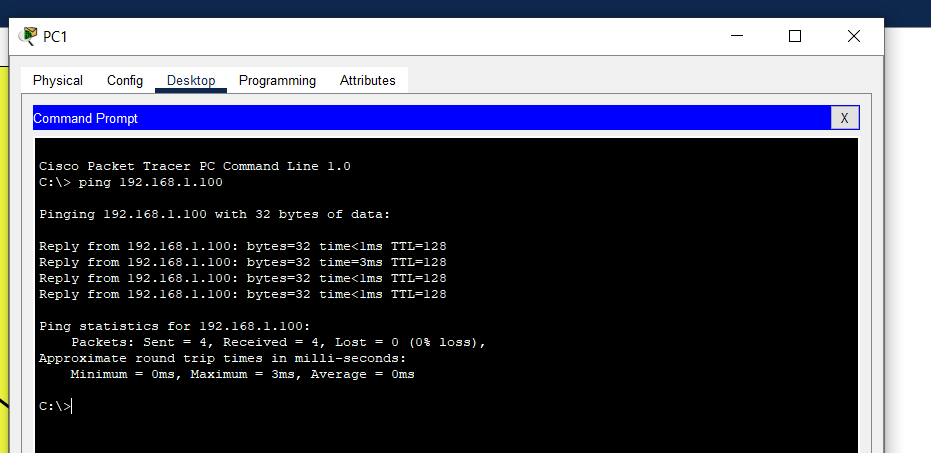 PC1
Physical Config Desktop Programming Attributes
Command Prompt X
Cisco Packet Tracer PC Command Line 1.0
C:\> ping 192.168.1.100
Pinging 192.168.1.100 with 32 bytes of data:
Reply from 192.168.1.100: bytes=32 time<1ms TTL=128
Reply from 192.168.1.100: bytes=32 time=3ms TTL=128
Reply from 192.168.1.100: bytes=32 time<1ms TTL=128
Reply from 192.168.1.100: bytes=32 time<1ms TTL=128
Ping statistics for 192.168.1.100:
Packets: Sent = 4, Received = 4, Lost = 0 (0% loss),
Approximate round trip times in milli-seconds:
Minimum = 0ms, Maximum = 3ms, Average = 0ms
C:\>